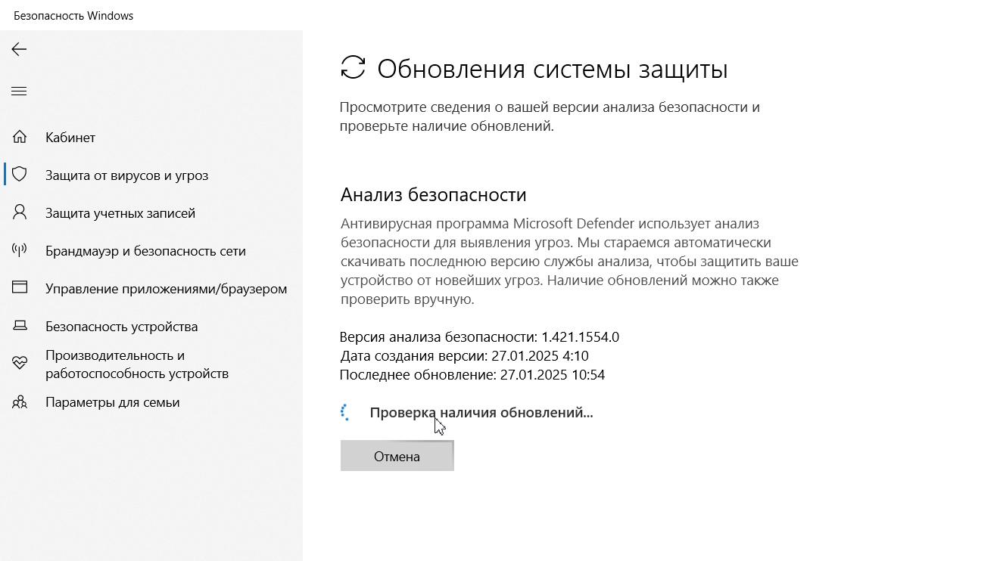 Безопасность Windows
Кабинет
Защита от вирусов и угроз
Защита учетных записей
Брандмауэр и безопасность сети
Управление приложениями/браузером
Безопасность устройства
Производительность и
работоспособность устройств
Параметры для семьи
Обновления системы защиты
Просмотрите сведения о вашей версии анализа безопасности и
проверьте наличие обновлений.
Анализ безопасности
Антивирусная программа Microsoft Defender использует анализ
безопасности для выявления угроз. Мы стараемся автоматически
скачивать последнюю версию службы анализа, чтобы защитить ваше
устройство от новейших угроз. Наличие обновлений можно также
проверить вручную.
Версия анализа безопасности: 1.421.1554.0
Дата создания версии: 27.01.2025 4:10
Последнее обновление: 27.01.2025 10:54
Проверка наличия обновлений...
Отмена